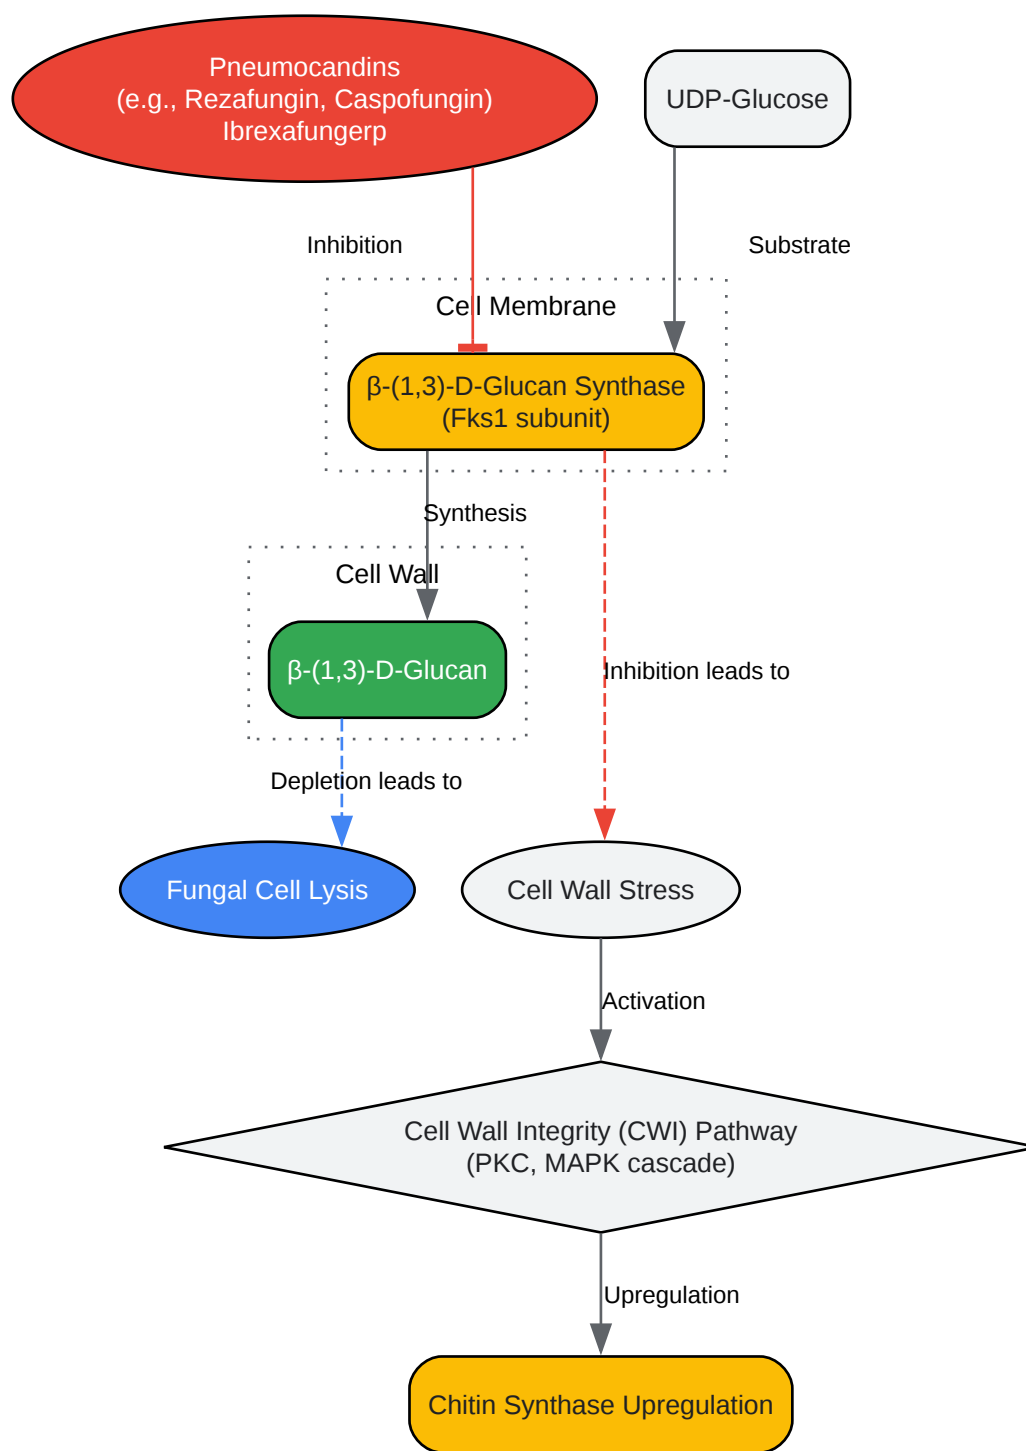 Pneumocandins
(e.g., Rezafungin, Caspofungin)
Ibrexafungerp
UDP-Glucose
Inhibition
Substrate
Cell Membrane
β-(1,3)-D-Glucan Synthase
(Fks1 subunit)
Synthesis
Cell Wall
β-(1,3)-D-Glucan
Inhibition leads to
Depletion leads to
Fungal Cell Lysis
Cell Wall Stress
Activation
Cell Wall Integrity (CWI) Pathway
(PKC, MAPK cascade)
Upregulation
Chitin Synthase Upregulation